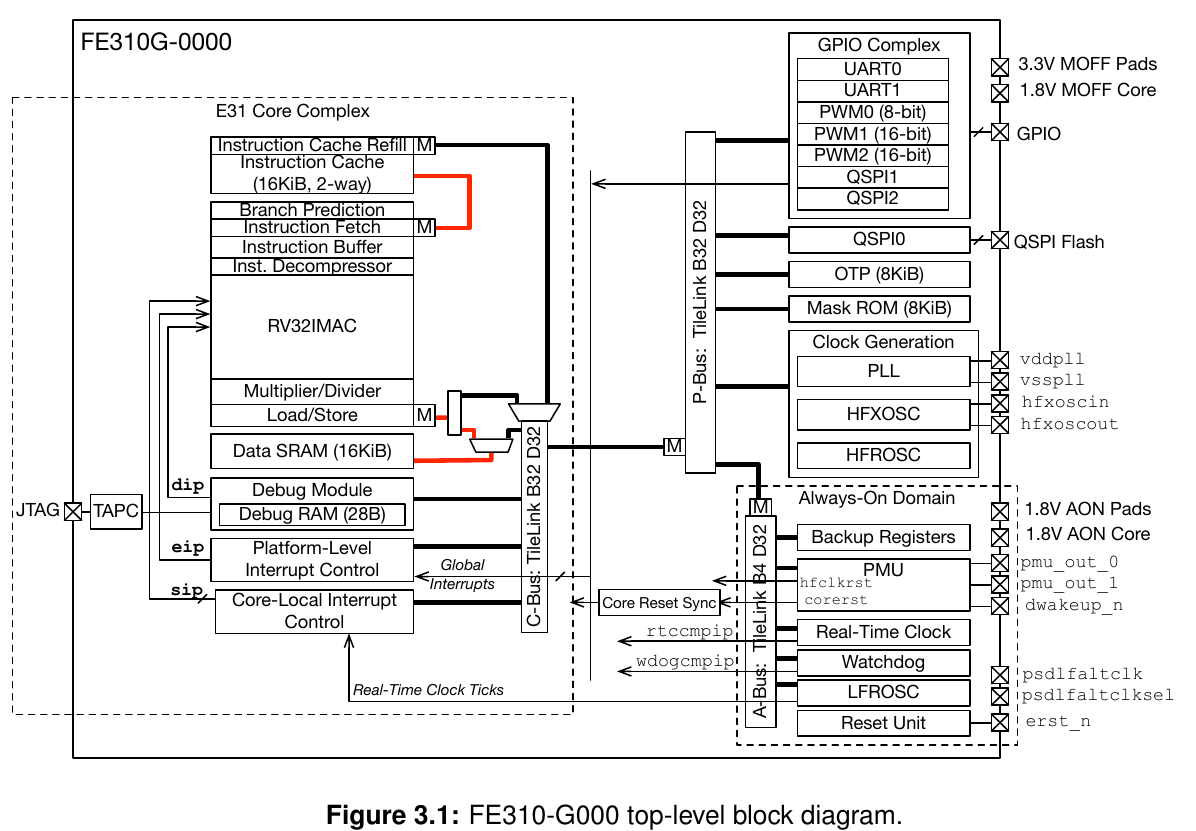 FE310G-0000
E31 Core Complex
Instruction Cache Refill
M
Instruction Cache
(16KiB, 2-way)
Branch Prediction
Instruction Fetch
M
Instruction Buffer
Inst. Decompressor
RV32IMAC
Multiplier/Divider
Load/Store
M
Data SRAM (16KiB)
dip
Debug Module
Debug RAM (28B)
JTAG
TAPC
eip
Platform-Level
Interrupt Control
sip
Core-Local Interrupt
Control
Global
Interrupts
Real-Time Clock Ticks
C-Bus: TileLink B32 D32
Core Reset Sync
rtccmpip
wdogcmpip
M
P-Bus: TileLink B32 D32
GPIO Complex
UART0
UART1
PWM0 (8-bit)
PWM1 (16-bit)
PWM2 (16-bit)
QSPI1
QSPI2
QSPI0
OTP (8KiB)
Mask ROM (8KiB)
Clock Generation
PLL
HFXOSC
HFROSC
Always-On Domain
M
A-Bus: TileLink B4 D32
Backup Registers
PMU
hfclkrst
corerst
Real-Time Clock
Watchdog
LFROSC
Reset Unit
3.3V MOFF Pads
1.8V MOFF Core
GPIO
QSPI Flash
vddpll
vsspll
hfxoscin
hfxoscout
1.8V AON Pads
1.8V AON Core
pmu_out_0
pmu_out_1
dwakeup_n
psdlfaltclk
psdlfaltclksel
erst_n
Figure 3.1: FE310-G000 top-level block diagram.